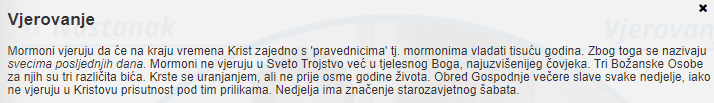 Nastanak
Vjerovan
Vjerovanje
Mormoni vjeruju da će na kraju vremena Krist zajedno s 'pravednicima' tj. mormonima vladati tisuću godina. Zbog toga se nazivaju
svecima posljednjih dana. Mormoni ne vjeruju u Sveto Trojstvo već u tjelesnog Boga, najuzvišenijeg čovjeka. Tri Božanske Osobe
za njih su tri različita bića. Krste se uranjanjem, ali ne prije osme godine života. Obred Gospodnje večere slave svake nedjelje, iako
ne vjeruju u Kristovu prisutnost pod tim prilikama. Nedjelja ima značenje starozavjetnog šabata.